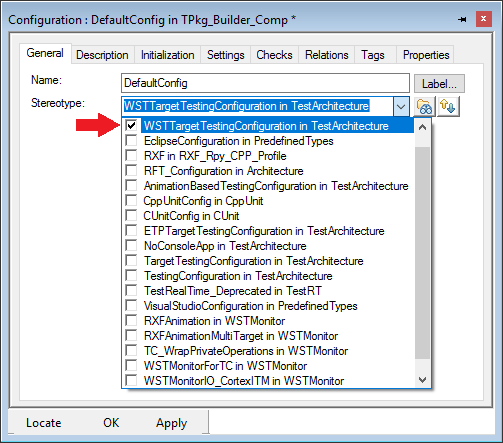 Configuration : DefaultConfig in TPkg_Builder_Comp *
General Description Initialization Settings Checks Relations Tags Properties
Name: DefaultConfig Label...
Stereotype: WSTTargetTestingConfiguration in TestArchitecture
WSTTargetTestingConfiguration in TestArchitecture
EclipseConfiguration in PredefinedTypes
RXF in RXF_Rpy_CPP_Profile
RFT_Configuration in Architecture
AnimationBasedTestingConfiguration in TestArchitecture
CppUnitConfig in CppUnit
CUnitConfig in CUnit
ETPTargetTestingConfiguration in TestArchitecture
NoConsoleApp in TestArchitecture
TargetTestingConfiguration in TestArchitecture
TestingConfiguration in TestArchitecture
TestRealTime_Deprecated in TestRT
VisualStudioConfiguration in PredefinedTypes
RXFAnimation in WSTMonitor
RXFAnimationMultiTarget in WSTMonitor
TC_WrapPrivateOperations in WSTMonitor
WSTMonitorForTC in WSTMonitor
WSTMonitorIO_CortexITM in WSTMonitor
Locate OK Apply